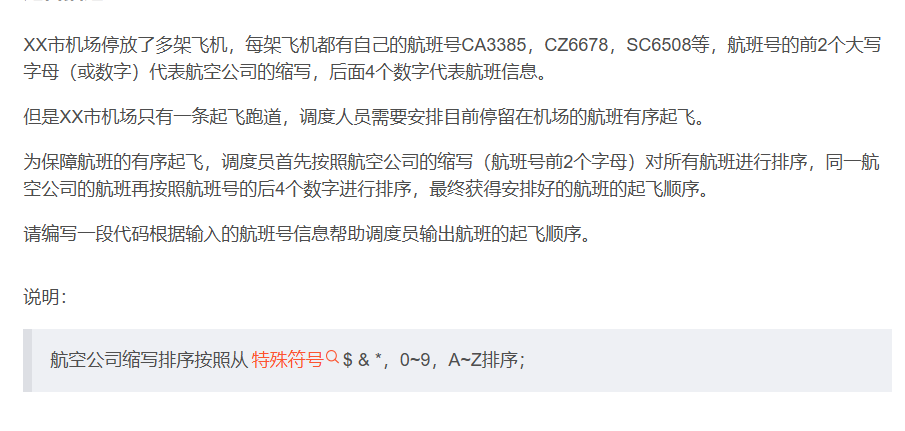 XX市机场停放了多架飞机，每架飞机都有自己的航班号CA3385，CZ6678，SC6508等，航班号的前2个大写
字母（或数字）代表航空公司的缩写，后面4个数字代表航班信息。
但是XX市机场只有一条起飞跑道，调度人员需要安排目前停留在机场的航班有序起飞。
为保障航班的有序起飞，调度员首先按照航空公司的缩写（航班号前2个字母）对所有航班进行排序，同一航
空公司的航班再按照航班号的后4个数字进行排序，最终获得安排好的航班的起飞顺序。
请编写一段代码根据输入的航班号信息帮助调度员输出航班的起飞顺序。
说明：
航空公司缩写排序按照从 特殊符号 $ & *，0~9，A~Z排序；